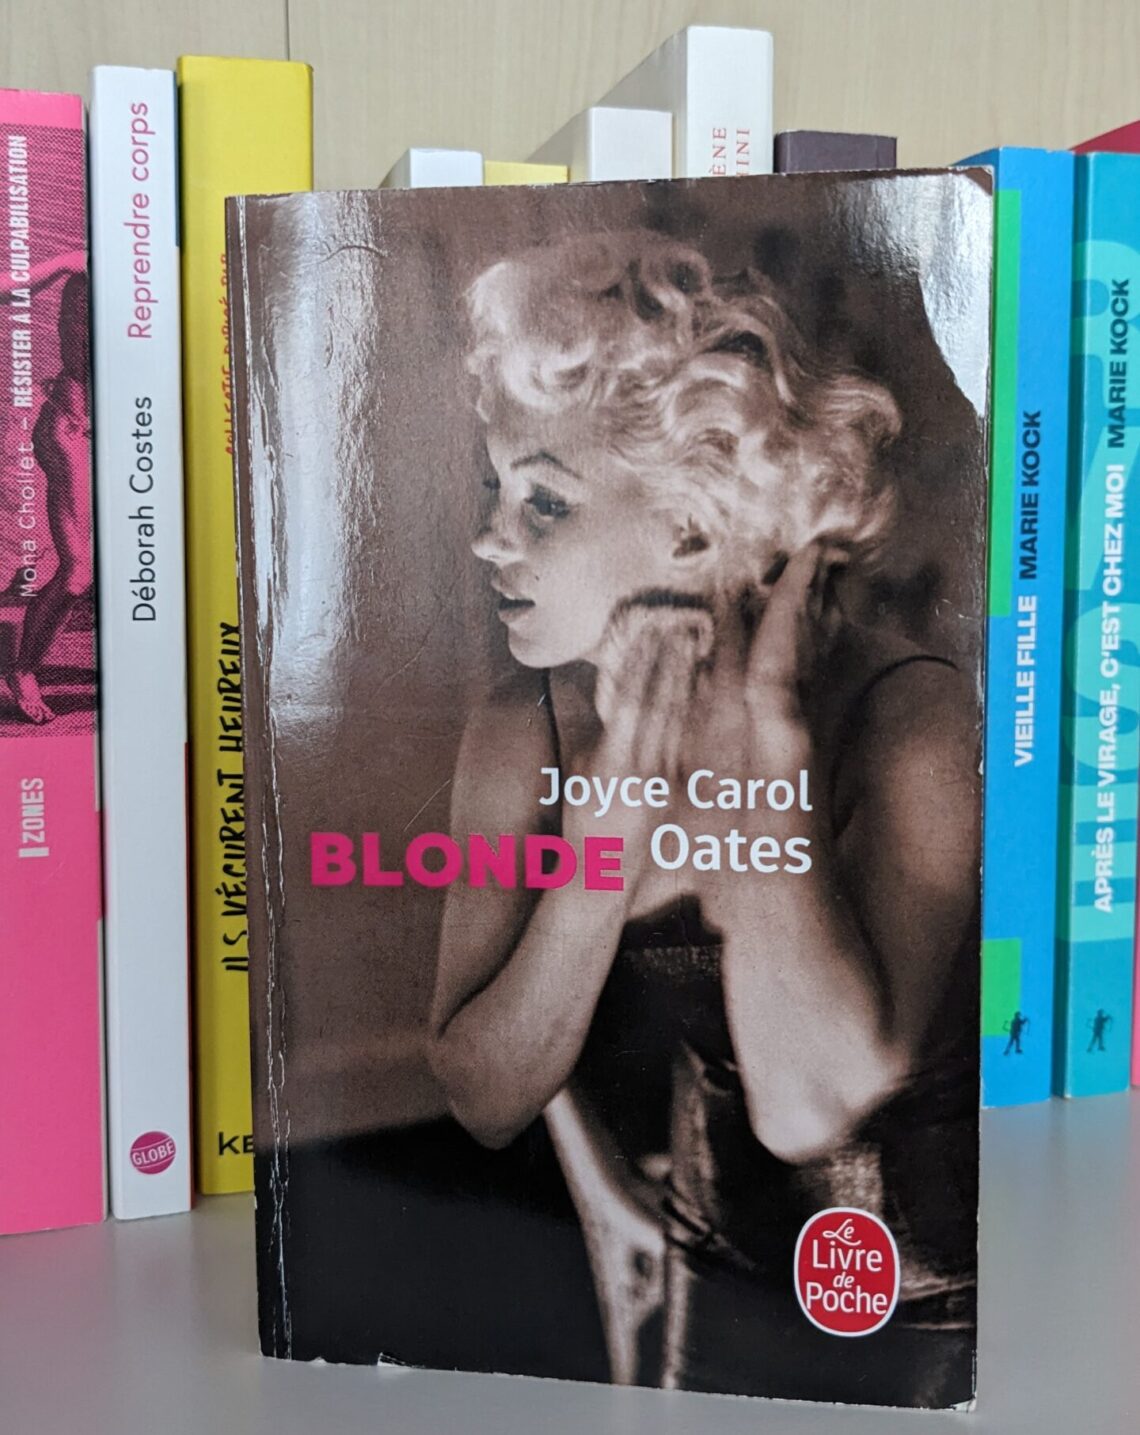 Mona Chollet – RÉSISTER À LA CULPABILISATION
ZONES
Déborah Costes Reprendre corps
GLOBE
ILS VÉCURENT HEUREUX
Joyce Carol
BLONDE Oates
Le
Livre
de
Poche
VIEILLE FILLE MARIE KOCK
APRÈS LE VIRAGE, C'EST CHEZ MOI MARIE KOCK